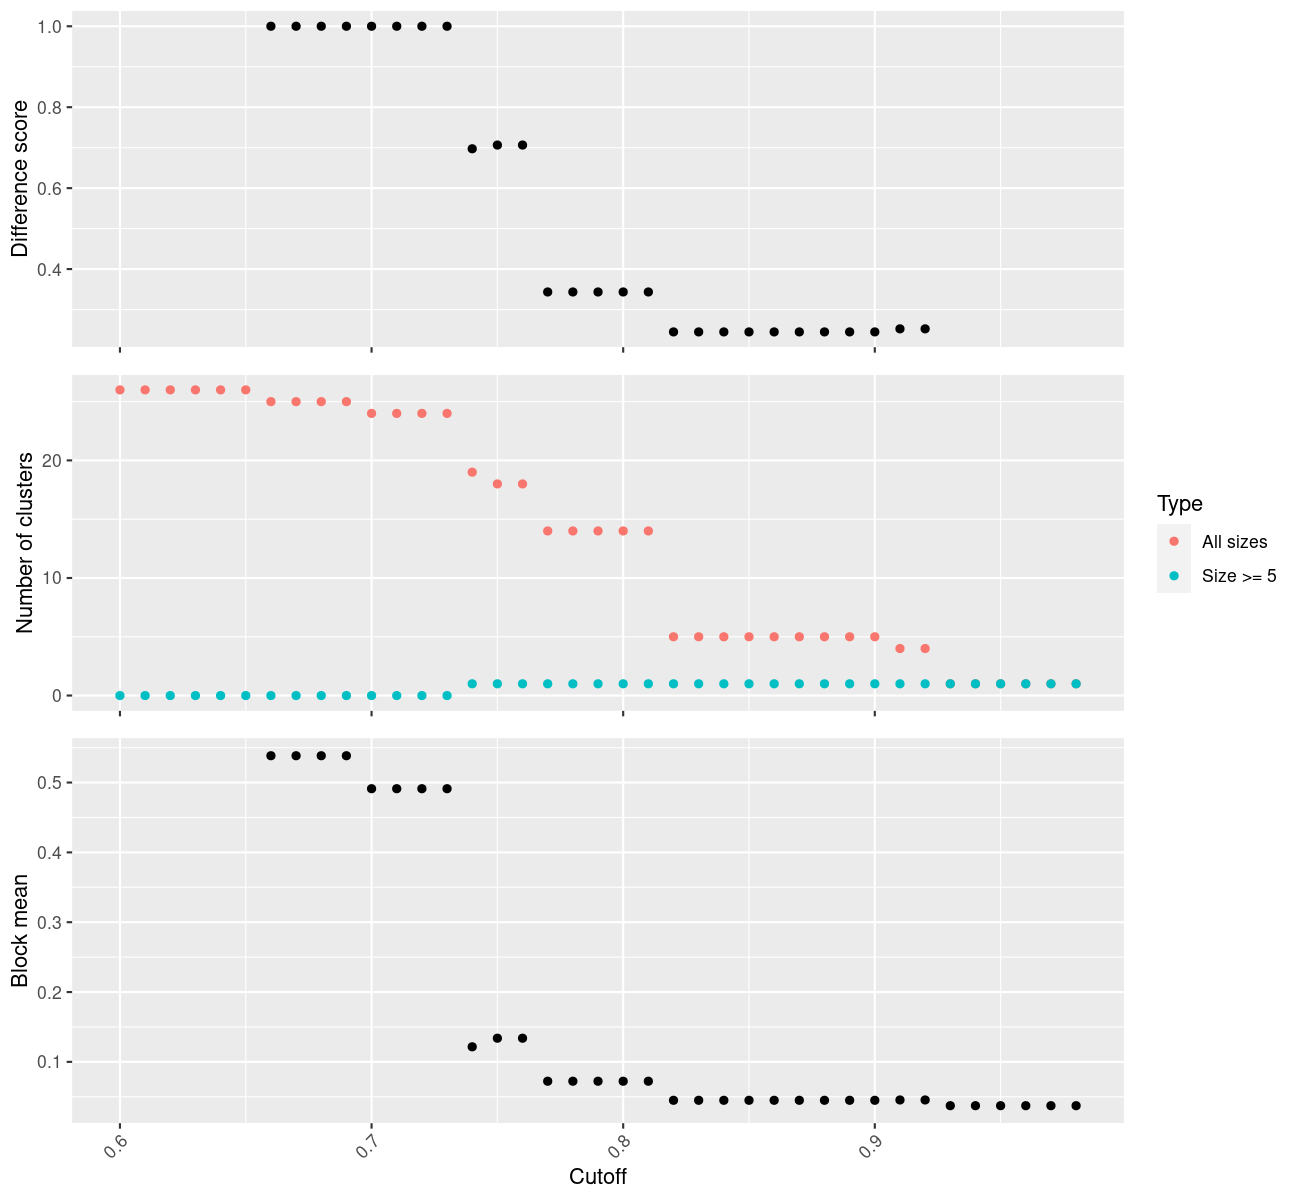 Difference score
1.0
0.8
0.6
0.4
Number of clusters
20
10
0
Type
All sizes
Size >= 5
Block mean
0.5
0.4
0.3
0.2
0.1
0.6
0.7
0.8
0.9
Cutoff